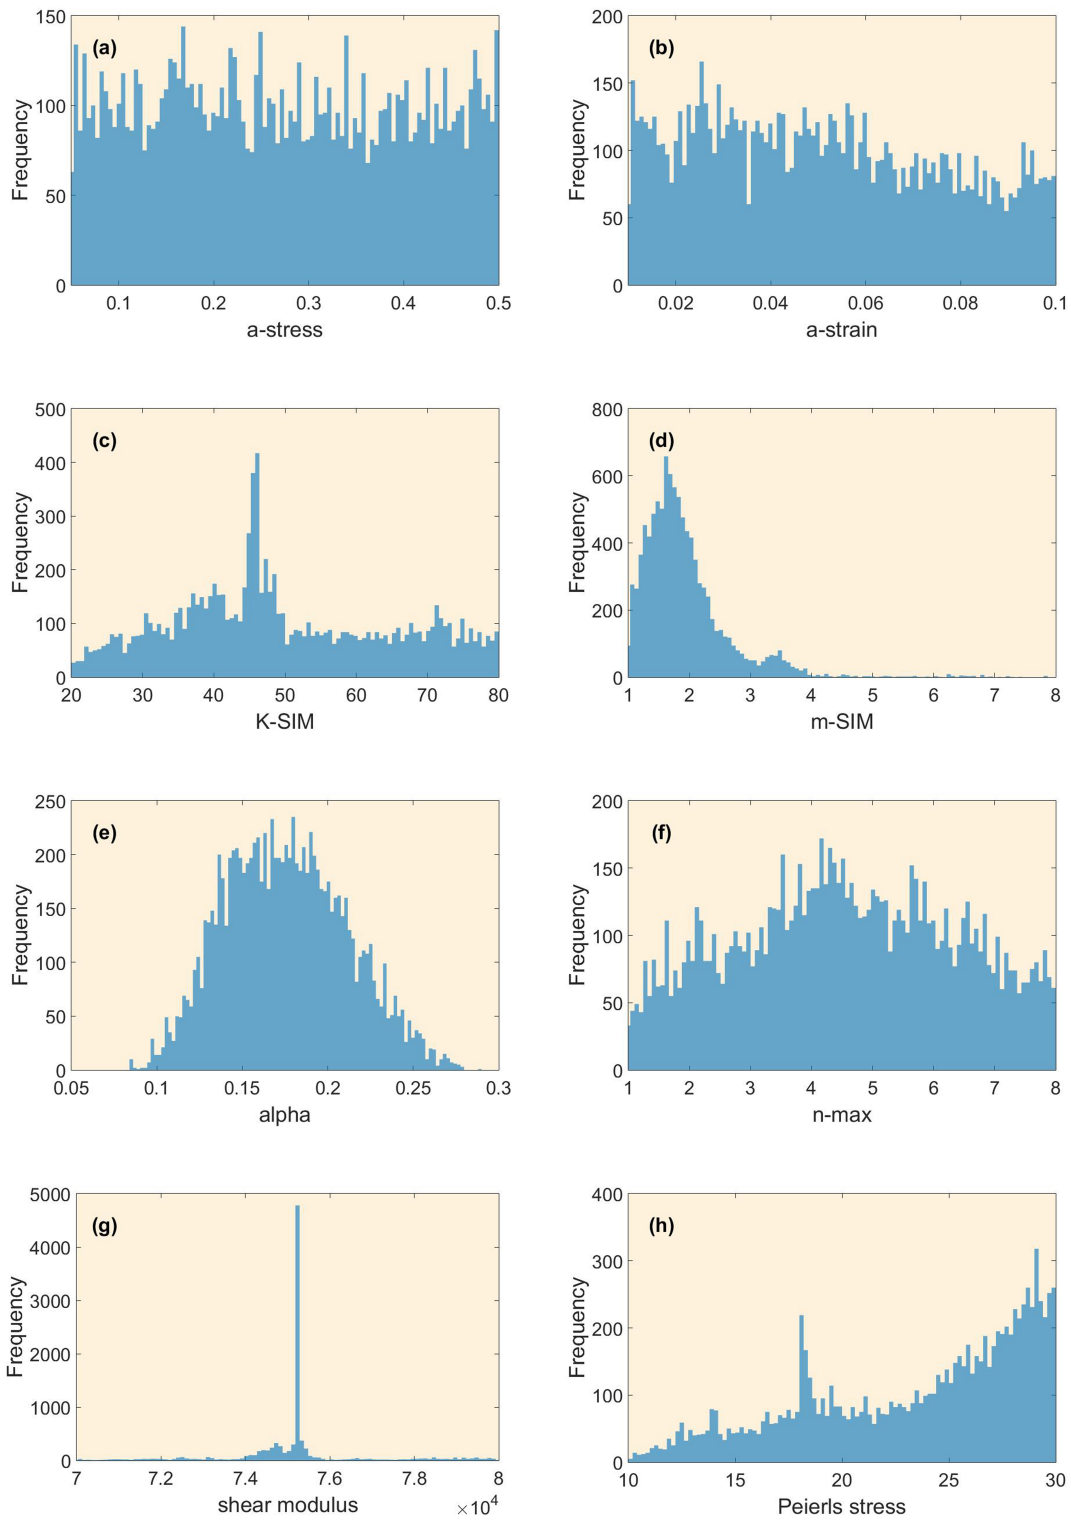 150
(a)
100
Frequency
50
0
0.1 0.2 0.3 0.4 0.5
a-stress
200
(b)
150
Frequency
100
50
0
0.02 0.04 0.06 0.08 0.1
a-strain
500
(c)
400
Frequency
300
200
100
0
20 30 40 50 60 70 80
K-SIM
800
(d)
600
Frequency
400
200
0
1 2 3 4 5 6 7 8
m-SIM
250
(e)
200
Frequency
150
100
50
0
0.05 0.1 0.15 0.2 0.25 0.3
alpha
200
(f)
150
Frequency
100
50
0
1 2 3 4 5 6 7 8
n-max
5000
(g)
4000
Frequency
3000
2000
1000
0
7 7.2 7.4 7.6 7.8 8
shear modulus
×10⁴
400
(h)
300
Frequency
200
100
0
10 15 20 25 30
Peierls stress